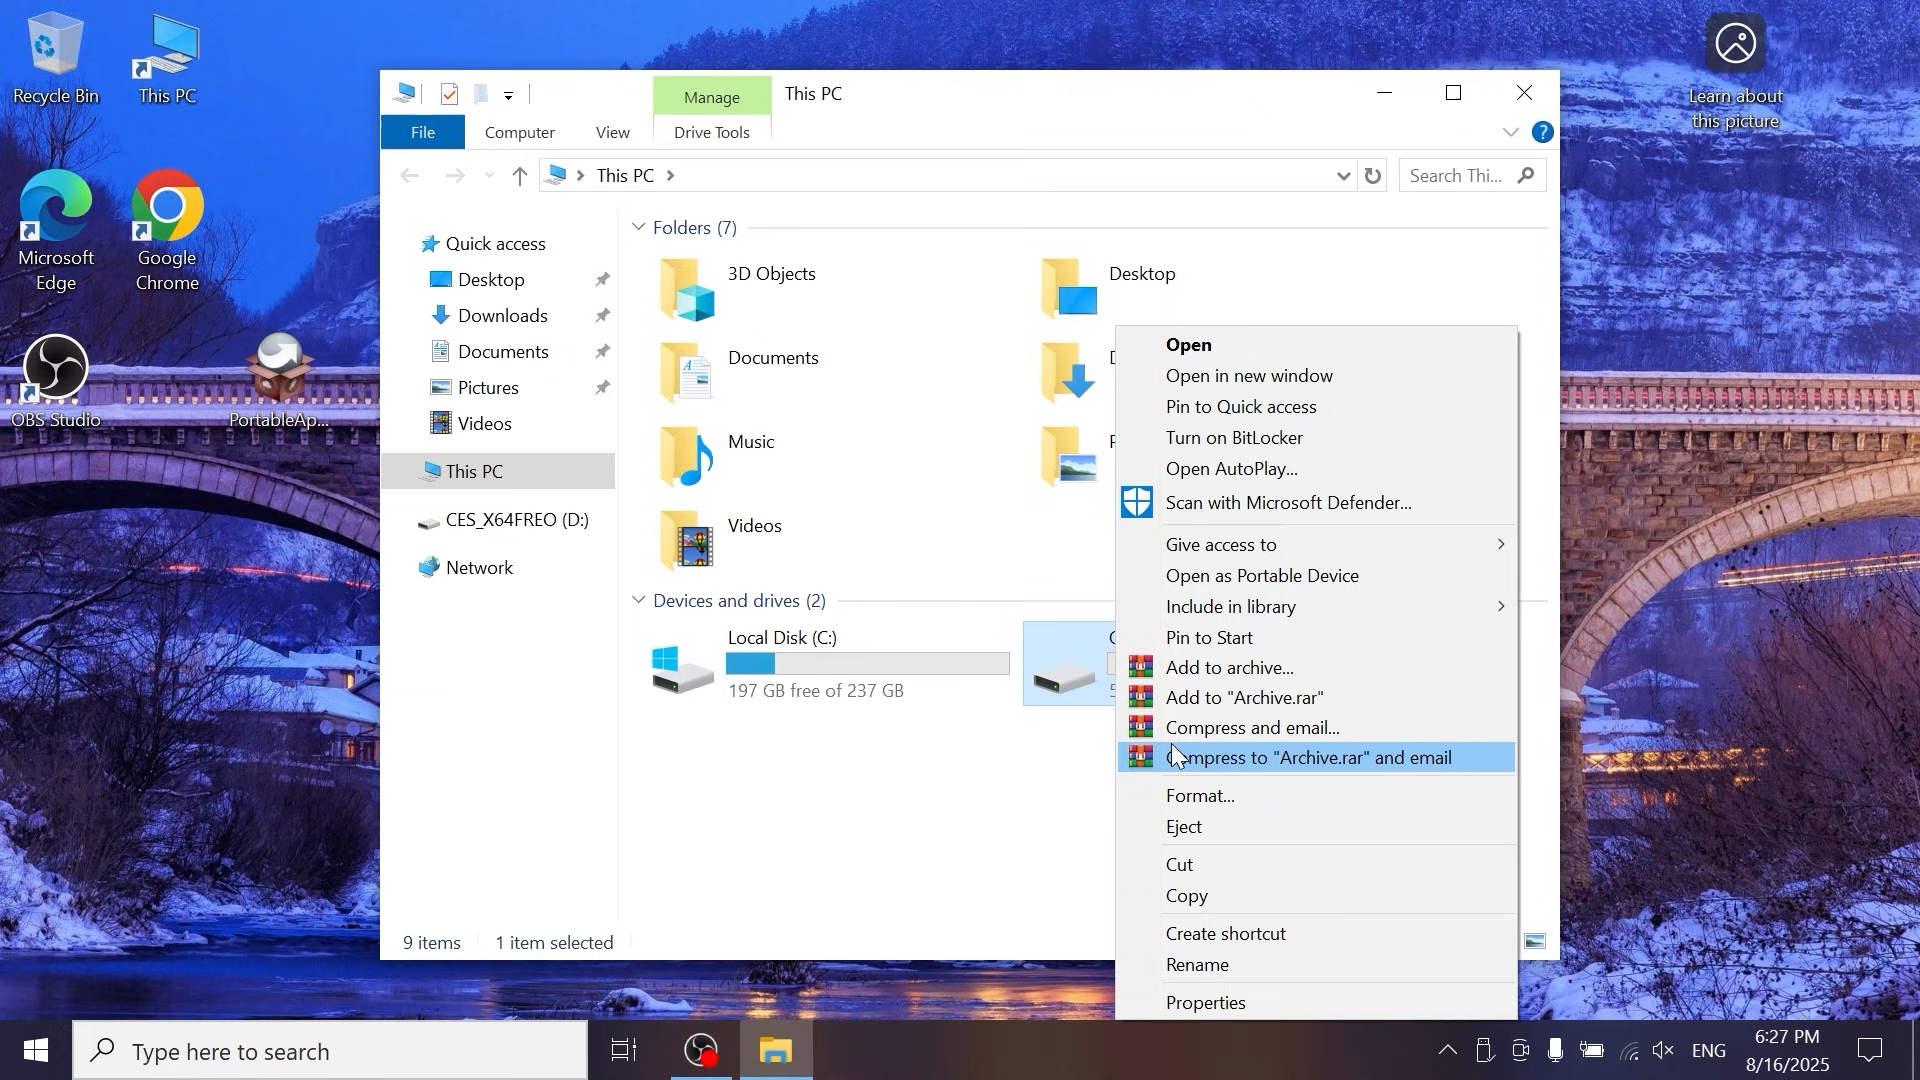 Recycle Bin
This PC
Microsoft
Edge
Google
Chrome
OBS Studio
PortableAp...
Learn about
this picture
Manage
This PC
File
Computer
View
Drive Tools
This PC
Search Thi...
Quick access
Desktop
Downloads
Documents
Pictures
Videos
This PC
CES_X64FREO (D:)
Network
Folders (7)
3D Objects
Desktop
Documents
Music
Videos
Devices and drives (2)
Local Disk (C:)
197 GB free of 237 GB
Open
Open in new window
Pin to Quick access
Turn on BitLocker
Open AutoPlay...
Scan with Microsoft Defender...
Give access to
Open as Portable Device
Include in library
Pin to Start
Add to archive...
Add to "Archive.rar"
Compress and email...
Compress to "Archive.rar" and email
Format...
Eject
Cut
Copy
Create shortcut
Rename
Properties
9 items
1 item selected
Type here to search
ENG
6:27 PM
8/16/2025